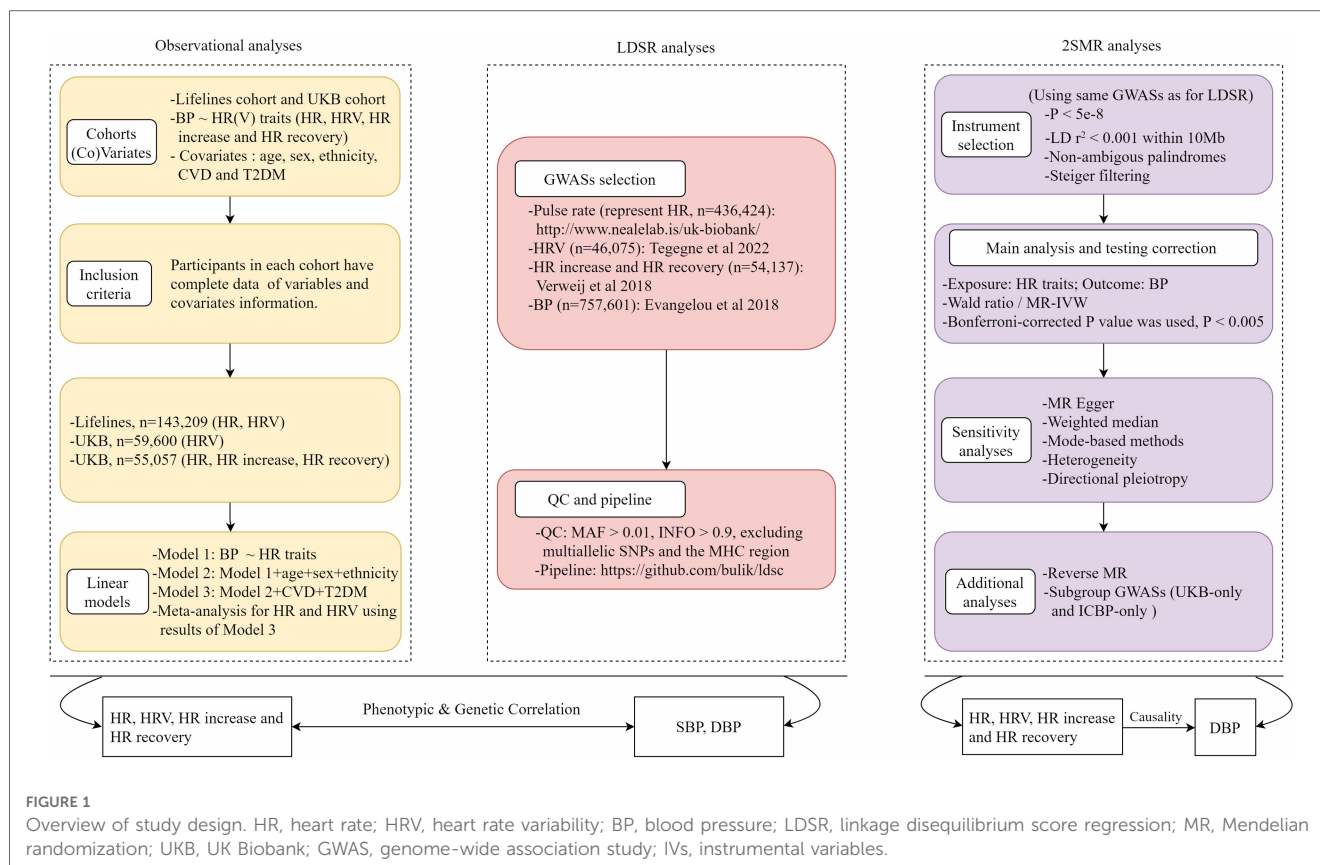 Observational analyses
Cohorts
(Co)Variates
-Lifelines cohort and UKB cohort
-BP ~ HR(V) traits (HR, HRV, HR
increase and HR recovery)
- Covariates : age, sex, ethnicity,
CVD and T2DM
Inclusion
criteria
Participants in each cohort have
complete data of variables and
covariates information.
-Lifelines, n=143,209 (HR, HRV)
-UKB, n=59,600 (HRV)
-UKB, n=55,057 (HR, HR increase, HR recovery)
Linear
models
-Model 1: BP ~ HR traits
-Model 2: Model 1+age+sex+ethnicity
-Model 3: Model 2+CVD+T2DM
-Meta-analysis for HR and HRV using
results of Model 3
LDSR analyses
GWASs selection
-Pulse rate (represent HR, n=436,424):
http://www.nealelab.is/uk-biobank/
-HRV (n=46,075): Tegegne et al 2022
-HR increase and HR recovery (n=54,137):
Verweij et al 2018
-BP (n=757,601): Evangelou et al 2018
QC and pipeline
-QC: MAF > 0.01, INFO > 0.9, excluding
multiallelic SNPs and the MHC region
-Pipeline: https://github.com/bulik/ldsc
2SMR analyses
Instrument
selection
(Using same GWASs as for LDSR)
-P < 5e-8
-LD r² < 0.001 within 10Mb
-Non-ambigous palindromes
-Steiger filtering
Main analysis and testing correction
-Exposure: HR traits; Outcome: BP
-Wald ratio / MR-IVW
-Bonferroni-corrected P value was used, P < 0.005
Sensitivity
analyses
-MR Egger
-Weighted median
-Mode-based methods
-Heterogeneity
-Directional pleiotropy
Additional
analyses
-Reverse MR
-Subgroup GWASs (UKB-only
and ICBP-only )
HR, HRV, HR increase and
HR recovery
Phenotypic & Genetic Correlation
SBP, DBP
HR, HRV, HR increase
and HR recovery
Causality
DBP
FIGURE 1
Overview of study design. HR, heart rate; HRV, heart rate variability; BP, blood pressure; LDSR, linkage disequilibrium score regression; MR, Mendelian
randomization; UKB, UK Biobank; GWAS, genome-wide association study; IVs, instrumental variables.